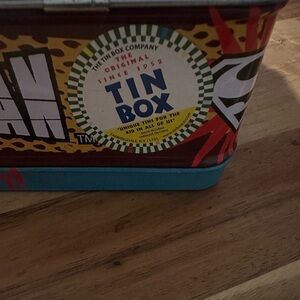 THE TIN BOX COMPANY
THE
ORIGINAL
SINCE 1952
TIN
BOX
"UNIQUE TINS FOR THE
KID IN ALL OF US"
AN
TM